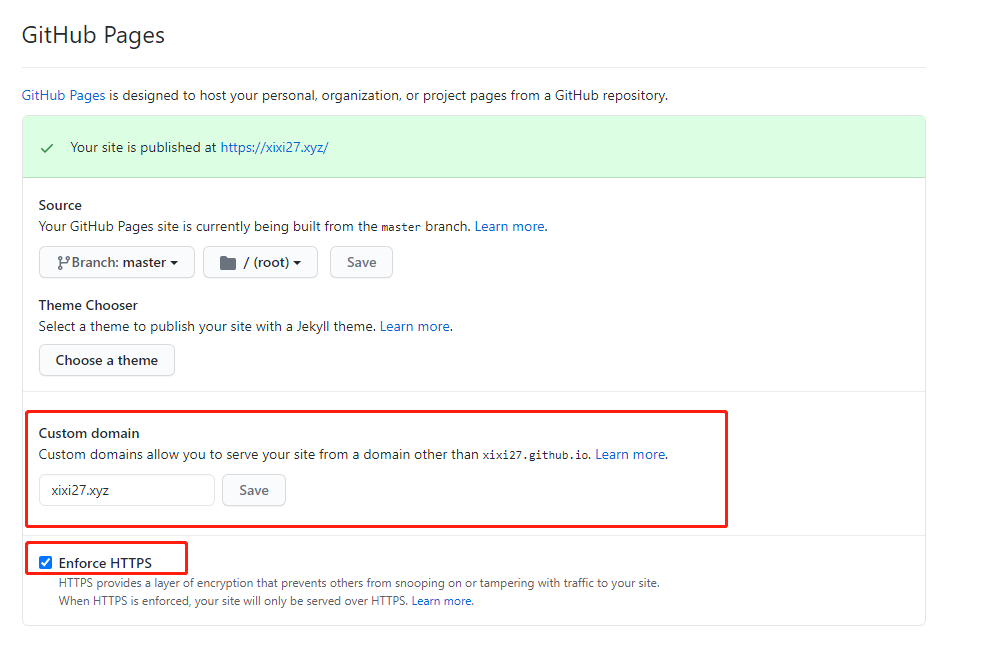 GitHub Pages
GitHub Pages is designed to host your personal, organization, or project pages from a GitHub repository.
Your site is published at https://xixi27.xyz/
Source
Your GitHub Pages site is currently being built from the master branch. Learn more.
Branch: master / (root) Save
Theme Chooser
Select a theme to publish your site with a Jekyll theme. Learn more.
Choose a theme
Custom domain
Custom domains allow you to serve your site from a domain other than xixi27.github.io. Learn more.
xixi27.xyz Save
Enforce HTTPS
HTTPS provides a layer of encryption that prevents others from snooping on or tampering with traffic to your site.
When HTTPS is enforced, your site will only be served over HTTPS. Learn more.